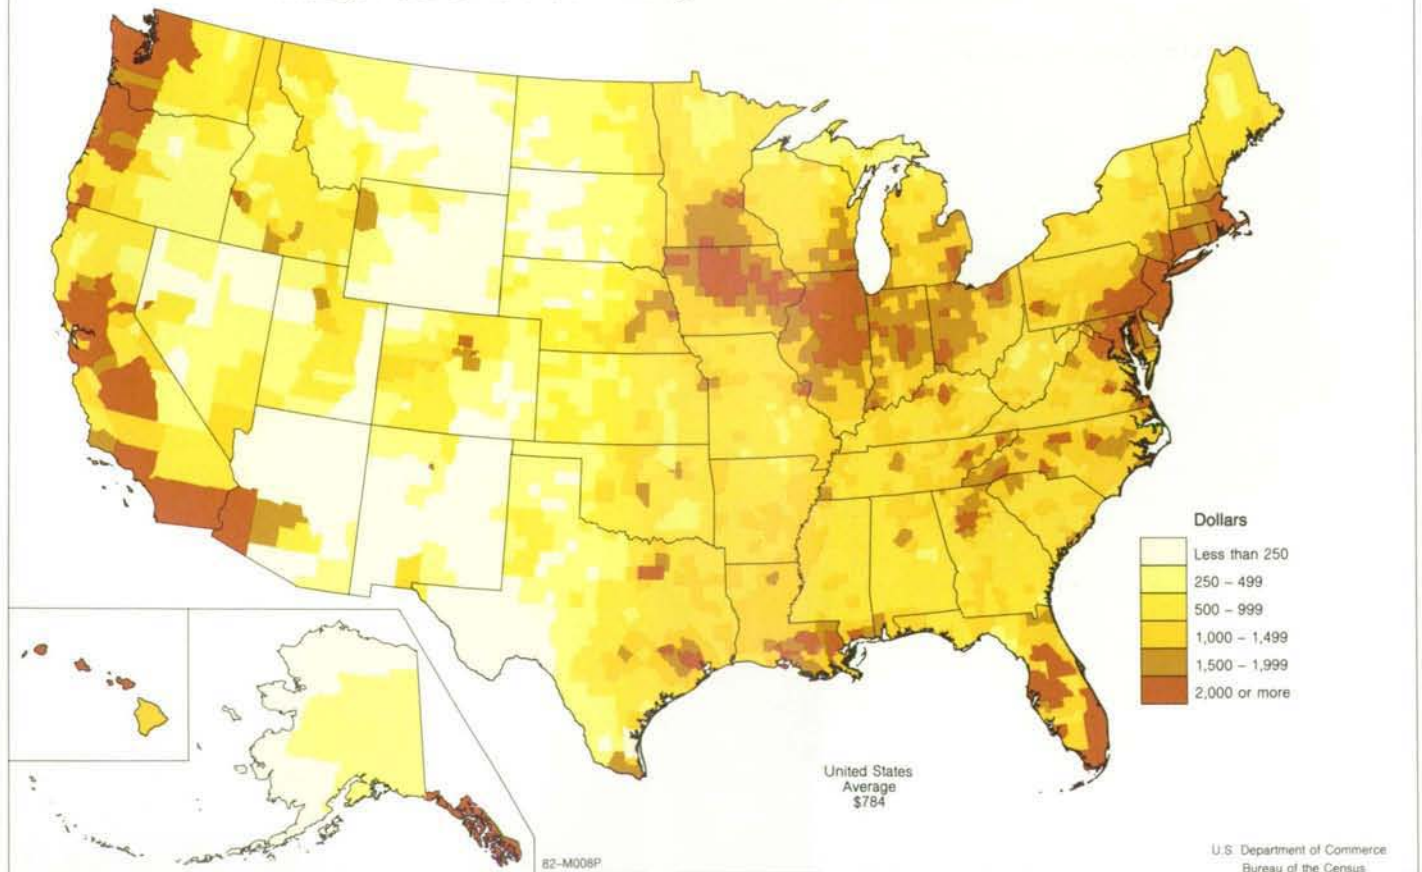 Dollars
Less than 250
250 – 499
500 – 999
1,000 – 1,499
1,500 – 1,999
2,000 or more
United States
Average
$784
82-M008P
U.S. Department of Commerce
Bureau of the Census